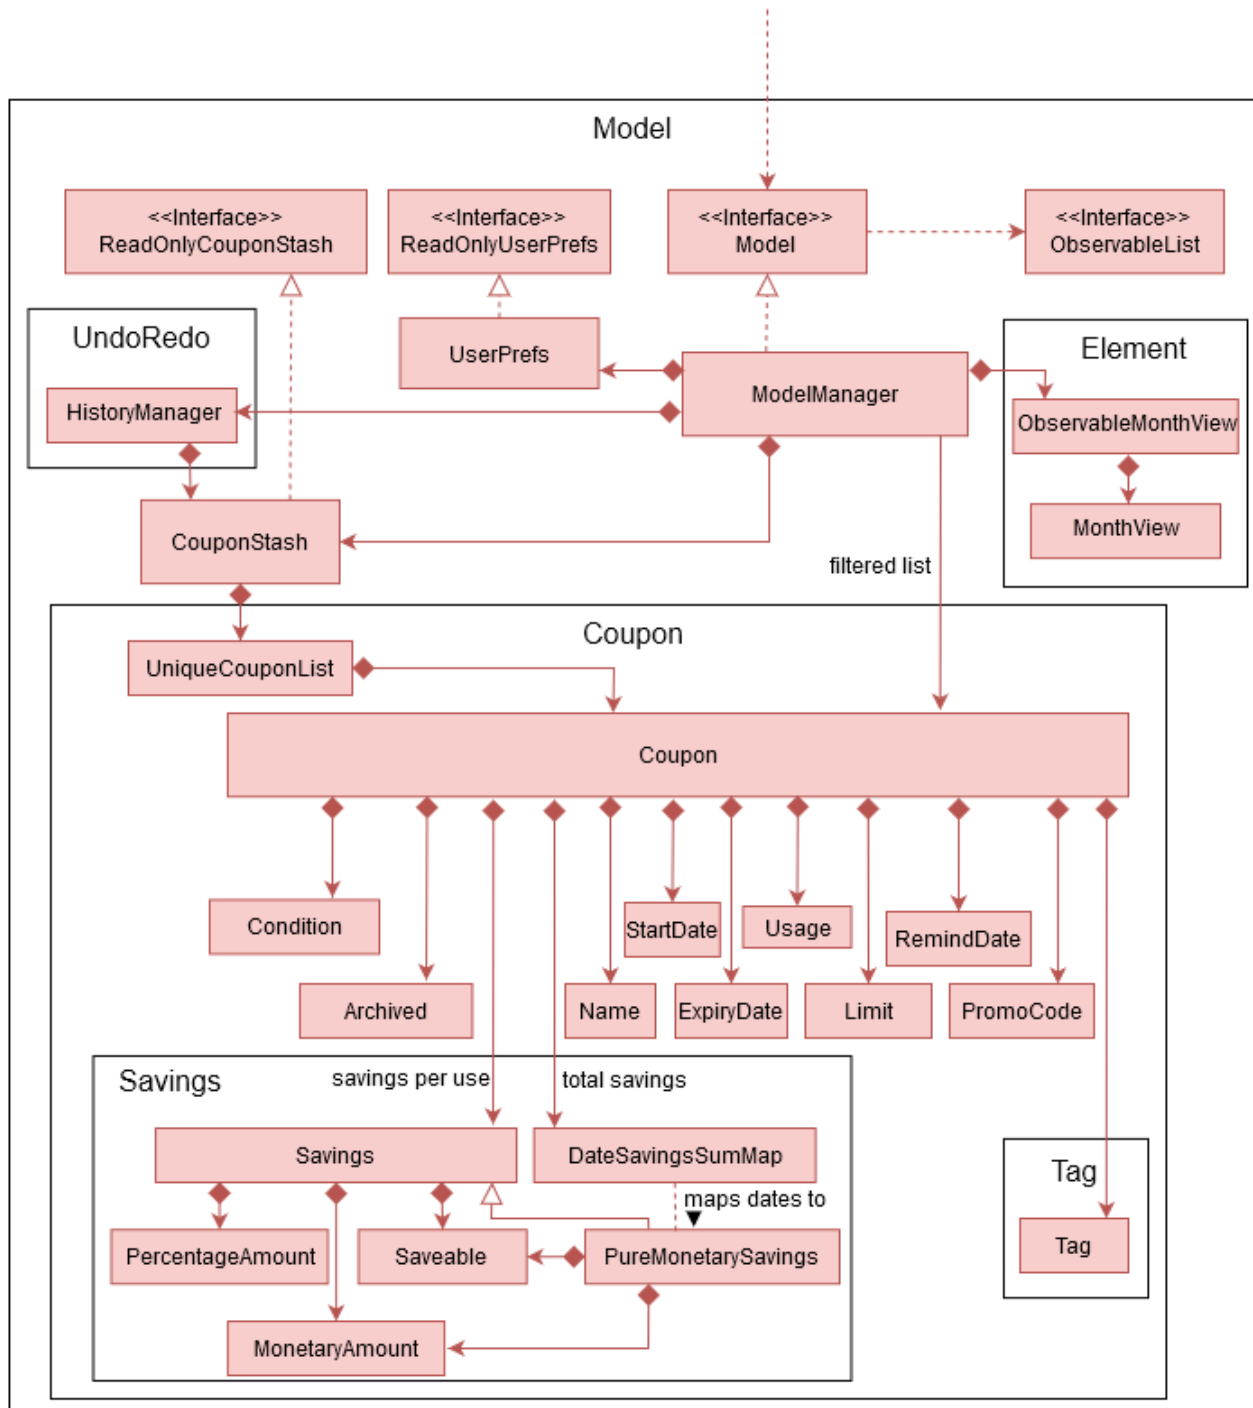 Model
<<Interface>>
ReadOnlyCouponStash
<<Interface>>
ReadOnlyUserPrefs
<<Interface>>
Model
<<Interface>>
ObservableList
UndoRedo
HistoryManager
UserPrefs
ModelManager
Element
ObservableMonthView
MonthView
CouponStash
filtered list
Coupon
UniqueCouponList
Coupon
Condition
StartDate
Usage
RemindDate
Archived
Name
ExpiryDate
Limit
PromoCode
Savings
savings per use
total savings
Savings
DateSavingsSumMap
maps dates to
PercentageAmount
Saveable
PureMonetarySavings
MonetaryAmount
Tag
Tag